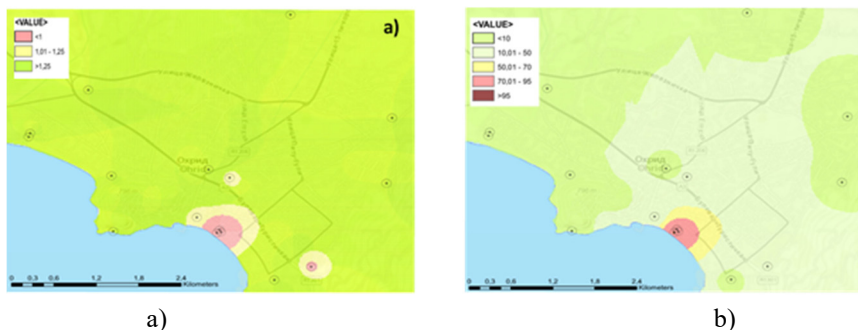 <VALUE>
<1
1,01 - 1,25
>1,25
a)
Охрид
Ohrid
0 0,3 0,6 1,2 1,8 2,4
Kilometers
a)
<VALUE>
<10
10,01 - 50
50,01 - 70
70,01 - 95
>95
Охрид
Ohrid
0 0,3 0,6 1,2 1,8 2,4
Kilometers
b)